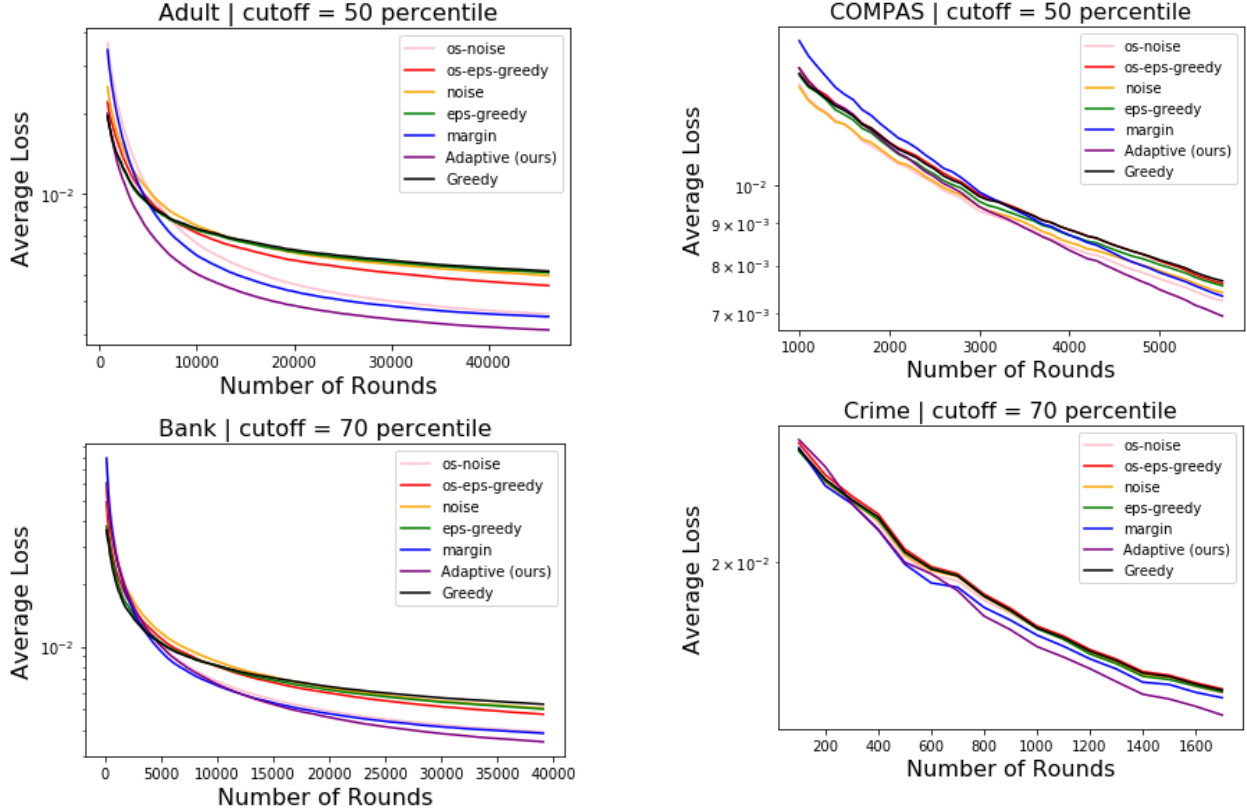 Adult | cutoff = 50 percentile
Average Loss
10⁻²
os-noise
os-eps-greedy
noise
eps-greedy
margin
Adaptive (ours)
Greedy
0 10000 20000 30000 40000
Number of Rounds
COMPAS | cutoff = 50 percentile
Average Loss
10⁻²
9 × 10⁻³
8 × 10⁻³
7 × 10⁻³
os-noise
os-eps-greedy
noise
eps-greedy
margin
Adaptive (ours)
Greedy
1000 2000 3000 4000 5000
Number of Rounds
Bank | cutoff = 70 percentile
Average Loss
10⁻²
os-noise
os-eps-greedy
noise
eps-greedy
margin
Adaptive (ours)
Greedy
0 5000 10000 15000 20000 25000 30000 35000 40000
Number of Rounds
Crime | cutoff = 70 percentile
Average Loss
2 × 10⁻²
os-noise
os-eps-greedy
noise
eps-greedy
margin
Adaptive (ours)
Greedy
200 400 600 800 1000 1200 1400 1600
Number of Rounds